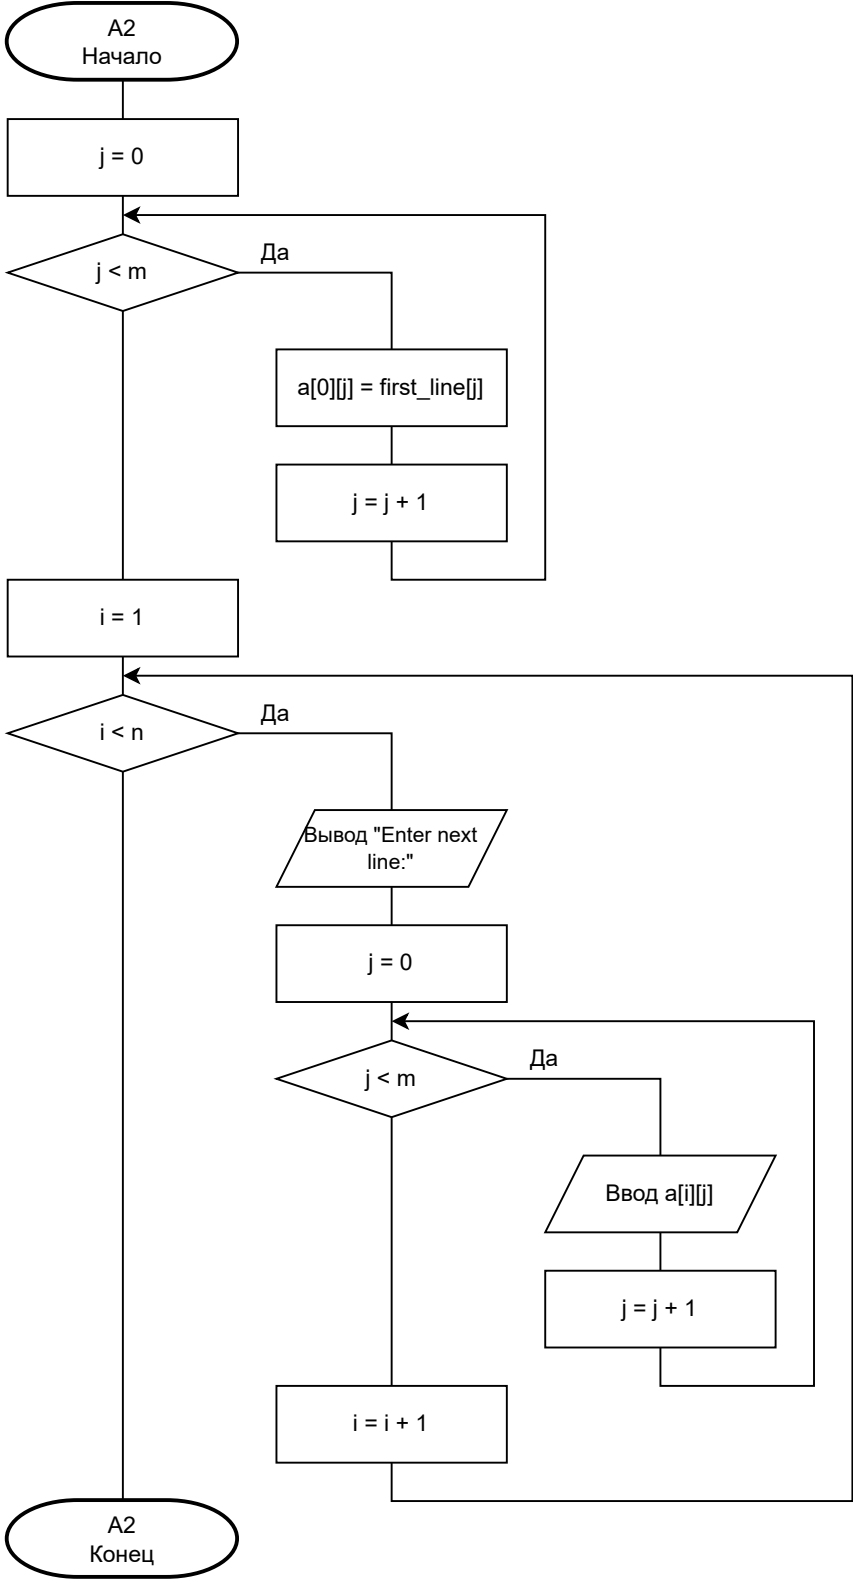 A2
Начало
j = 0
j < m
Да
a[0][j] = first_line[j]
j = j + 1
i = 1
i < n
Да
Вывод "Enter next
line:"
j = 0
j < m
Да
Ввод a[i][j]
j = j + 1
i = i + 1
A2
Конец